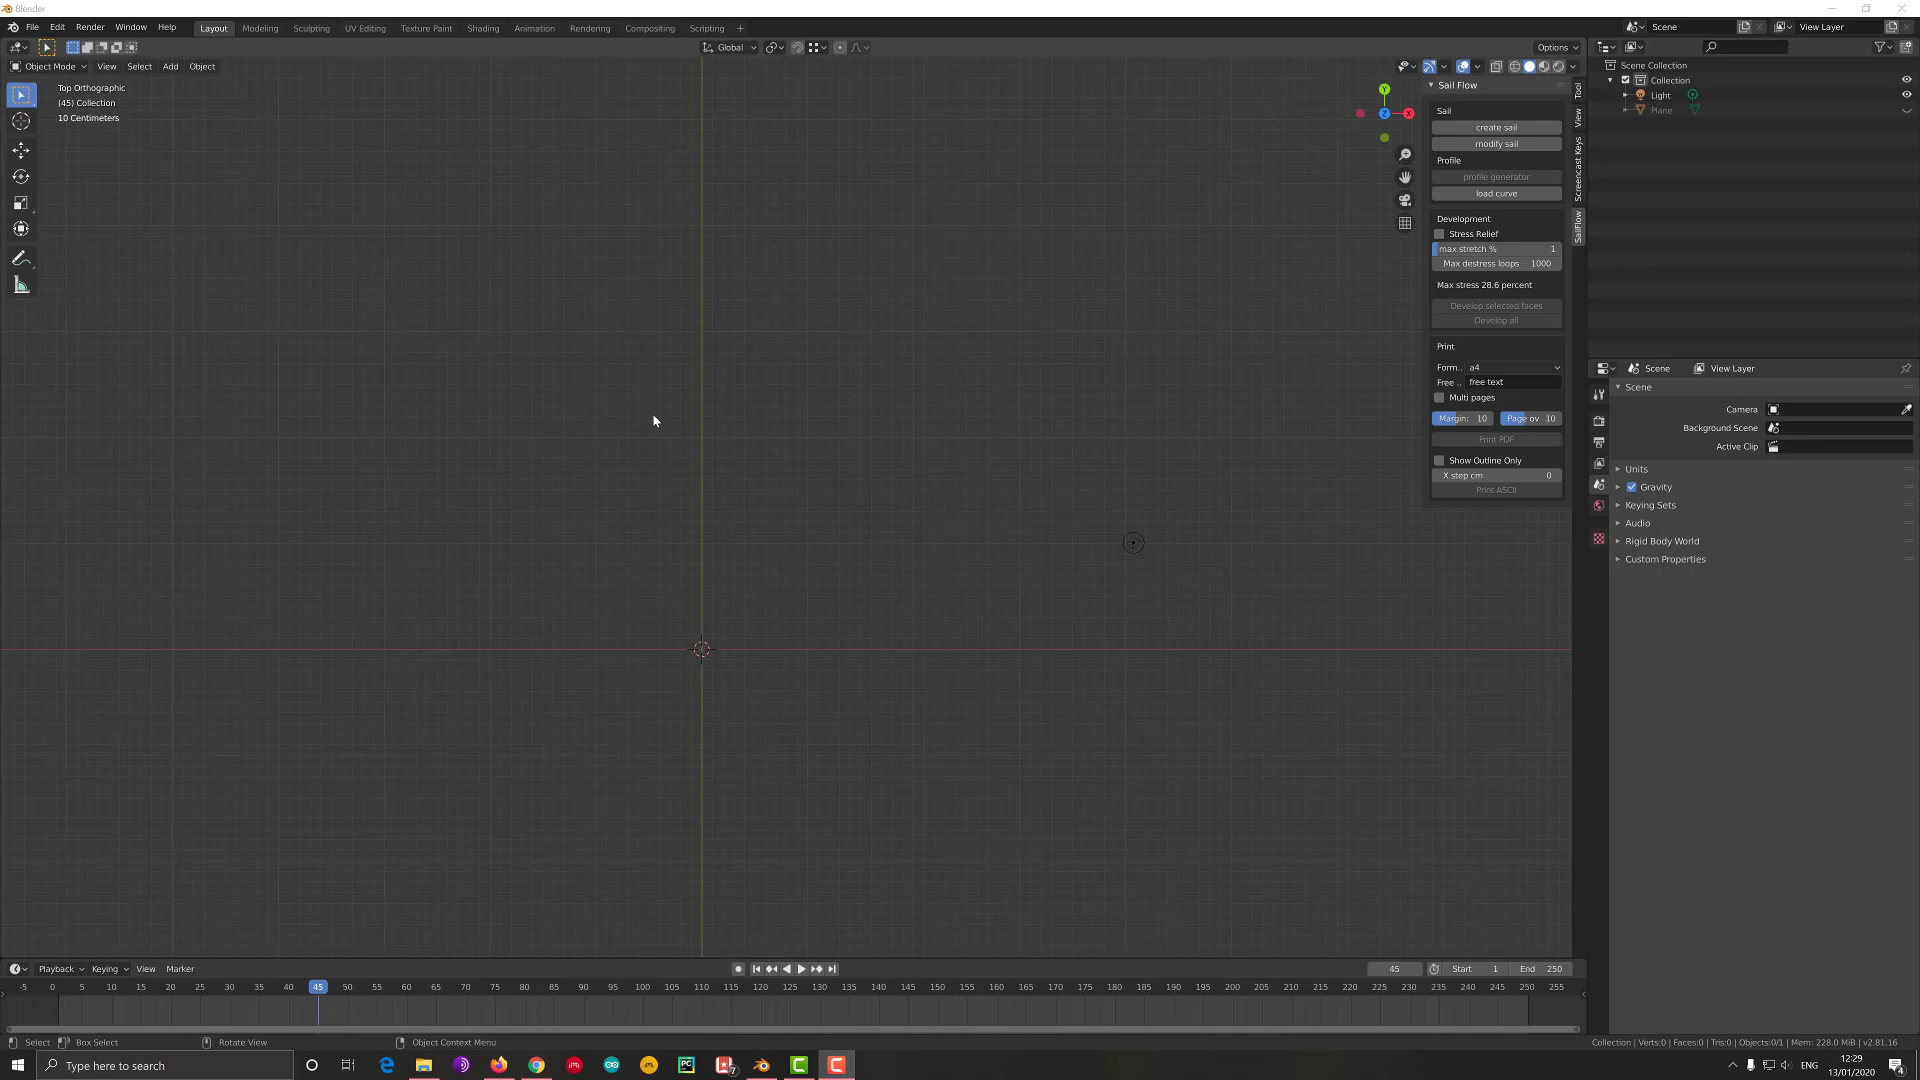 Blender
File Edit Render Window Help
Layout Modeling Sculpting UV Editing Texture Paint Shading Animation Rendering Compositing Scripting +
Scene
View Layer
Global
Options
Object Mode View Select Add Object
Top Orthographic
(45) Collection
10 Centimeters
Y
Z
X
Sail Flow
Sail
create sail
modify sail
Profile
profile generator
load curve
Development
Stress Relief
max stretch % 1
Max destress loops 1000
Max stress 28.6 percent
Develop selected faces
Develop all
Print
Form.. a4
Free .. free text
Multi pages
Margin: 10 Page ov 10
Print PDF
Show Outline Only
X step cm 0
Print ASCII
Tool
View
Screencast Keys
SailFlow
Scene Collection
Collection
Light
Plane
Scene View Layer
Scene
Camera
Background Scene
Active Clip
Units
Gravity
Keying Sets
Audio
Rigid Body World
Custom Properties
Playback Keying View Marker
45 Start 1 End 250
-5 0 5 10 15 20 25 30 35 40 45 50 55 60 65 70 75 80 85 90 95 100 105 110 115 120 125 130 135 140 145 150 155 160 165 170 175 180 185 190 195 200 205 210 215 220 225 230 235 240 245 250 255
Select Box Select Rotate View Object Context Menu
Collection | Verts:0 | Faces:0 | Tris:0 | Objects:0/1 | Mem: 228.0 MiB | v2.81.16
Type here to search
PC
7
ENG
12:29
13/01/2020
4